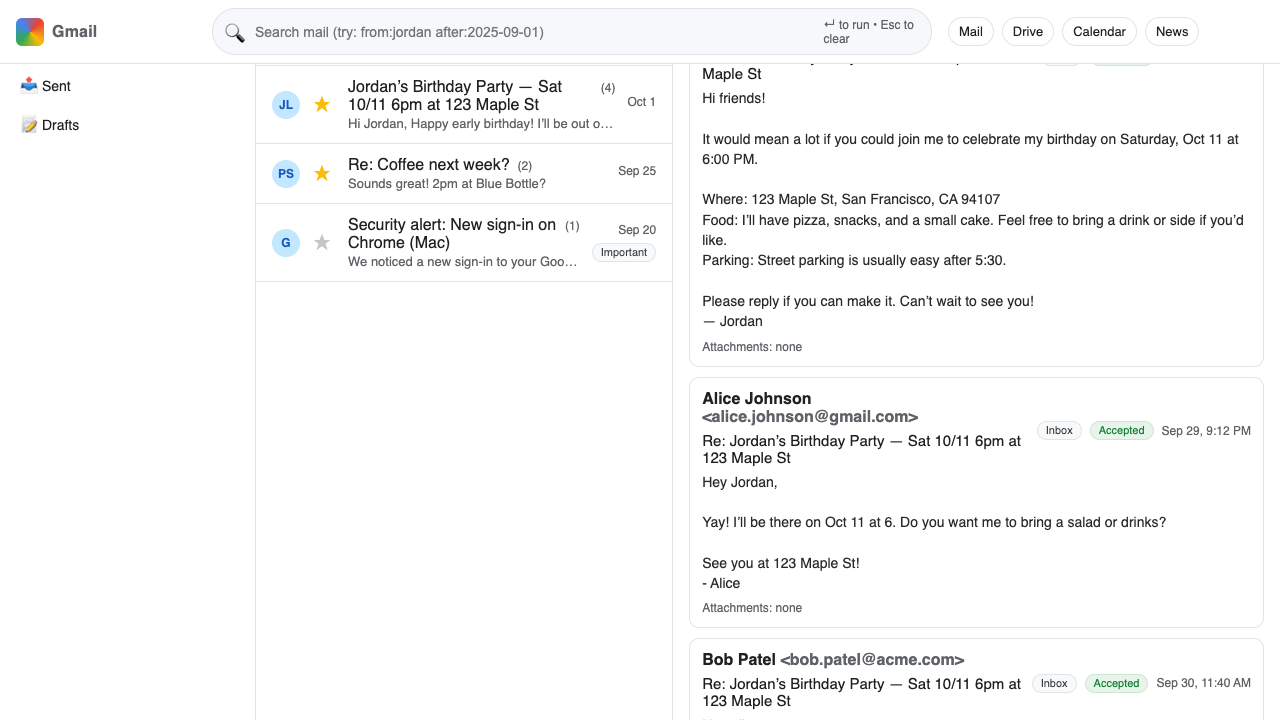 Gmail
Search mail (try: from:jordan after:2025-09-01)
↵ to run • Esc to
clear
Mail
Drive
Calendar
News
Sent
Drafts
JL
Jordan’s Birthday Party — Sat
10/11 6pm at 123 Maple St
(4)
Oct 1
Hi Jordan, Happy early birthday! I’ll be out o…
PS
Re: Coffee next week? (2)
Sep 25
Sounds great! 2pm at Blue Bottle?
G
Security alert: New sign-in on
Chrome (Mac)
(1)
Sep 20
Important
We noticed a new sign-in to your Goo…
Maple St
Hi friends!
It would mean a lot if you could join me to celebrate my birthday on Saturday, Oct 11 at
6:00 PM.
Where: 123 Maple St, San Francisco, CA 94107
Food: I’ll have pizza, snacks, and a small cake. Feel free to bring a drink or side if you’d
like.
Parking: Street parking is usually easy after 5:30.
Please reply if you can make it. Can’t wait to see you!
— Jordan
Attachments: none
Alice Johnson
<alice.johnson@gmail.com>
Re: Jordan’s Birthday Party — Sat 10/11 6pm at
123 Maple St
Inbox
Accepted
Sep 29, 9:12 PM
Hey Jordan,
Yay! I’ll be there on Oct 11 at 6. Do you want me to bring a salad or drinks?
See you at 123 Maple St!
- Alice
Attachments: none
Bob Patel <bob.patel@acme.com>
Re: Jordan’s Birthday Party — Sat 10/11 6pm at
123 Maple St
Inbox
Accepted
Sep 30, 11:40 AM